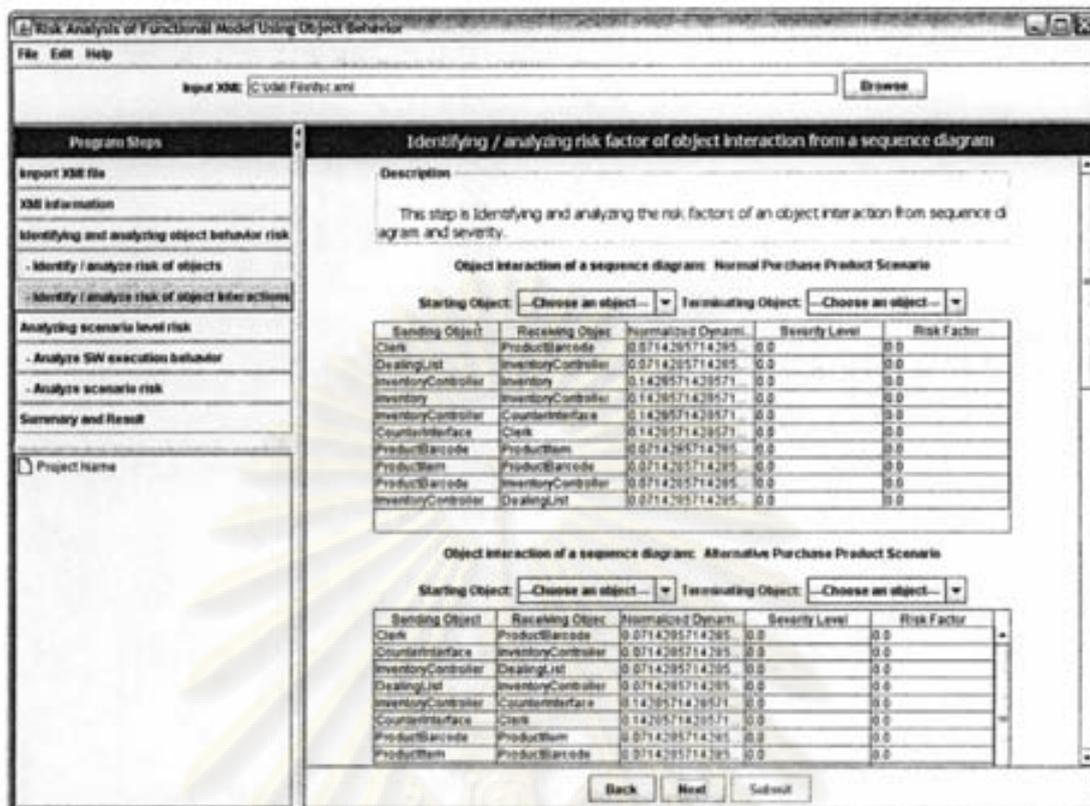 Risk Analysis of Functional Model Using Object Behavior
File Edit Help
Input XMI: Browse
Program Steps
Import XMI file
XMI information
Identifying and analyzing object behavior risk
- Identify / analyze risk of objects
- Identify / analyze risk of object interactions
Analyzing scenario level risk
- Analyze SW execution behavior
- Analyze scenario risk
Summary and Result
Project Name
Identifying / analyzing risk factor of object interaction from a sequence diagram
Description
This step is Identifying and analyzing the risk factors of an object interaction from sequence di
agram and severity.
Object interaction of a sequence diagram: Normal Purchase Product Scenario
Starting Object: ---Choose an object--- Terminating Object: ---Choose an object---
Sending Object Receiving Objec Normalized Dynami... Severity Level Risk Factor
Clerk ProductBarcode 0.0714285714285... 0.0 0.0
DealingList InventoryController 0.0714285714285... 0.0 0.0
InventoryController Inventory 0.1428571428571... 0.0 0.0
Inventory InventoryController 0.1428571428571... 0.0 0.0
InventoryController CounterInterface 0.1428571428571... 0.0 0.0
CounterInterface Clerk 0.1428571428571... 0.0 0.0
ProductBarcode ProductItem 0.0714285714285... 0.0 0.0
ProductItem ProductBarcode 0.0714285714285... 0.0 0.0
ProductBarcode InventoryController 0.0714285714285... 0.0 0.0
InventoryController DealingList 0.0714285714285... 0.0 0.0
Object interaction of a sequence diagram: Alternative Purchase Product Scenario
Starting Object: ---Choose an object--- Terminating Object: ---Choose an object---
Sending Object Receiving Objec Normalized Dynam... Severity Level Risk Factor
Clerk ProductBarcode 0.0714285714285... 0.0 0.0
CounterInterface InventoryController 0.0714285714285... 0.0 0.0
InventoryController DealingList 0.0714285714285... 0.0 0.0
DealingList InventoryController 0.0714285714285... 0.0 0.0
InventoryController CounterInterface 0.1428571428571... 0.0 0.0
CounterInterface Clerk 0.1428571428571... 0.0 0.0
ProductBarcode ProductItem 0.0714285714285... 0.0 0.0
ProductItem ProductBarcode 0.0714285714285... 0.0 0.0
Back Next Submit